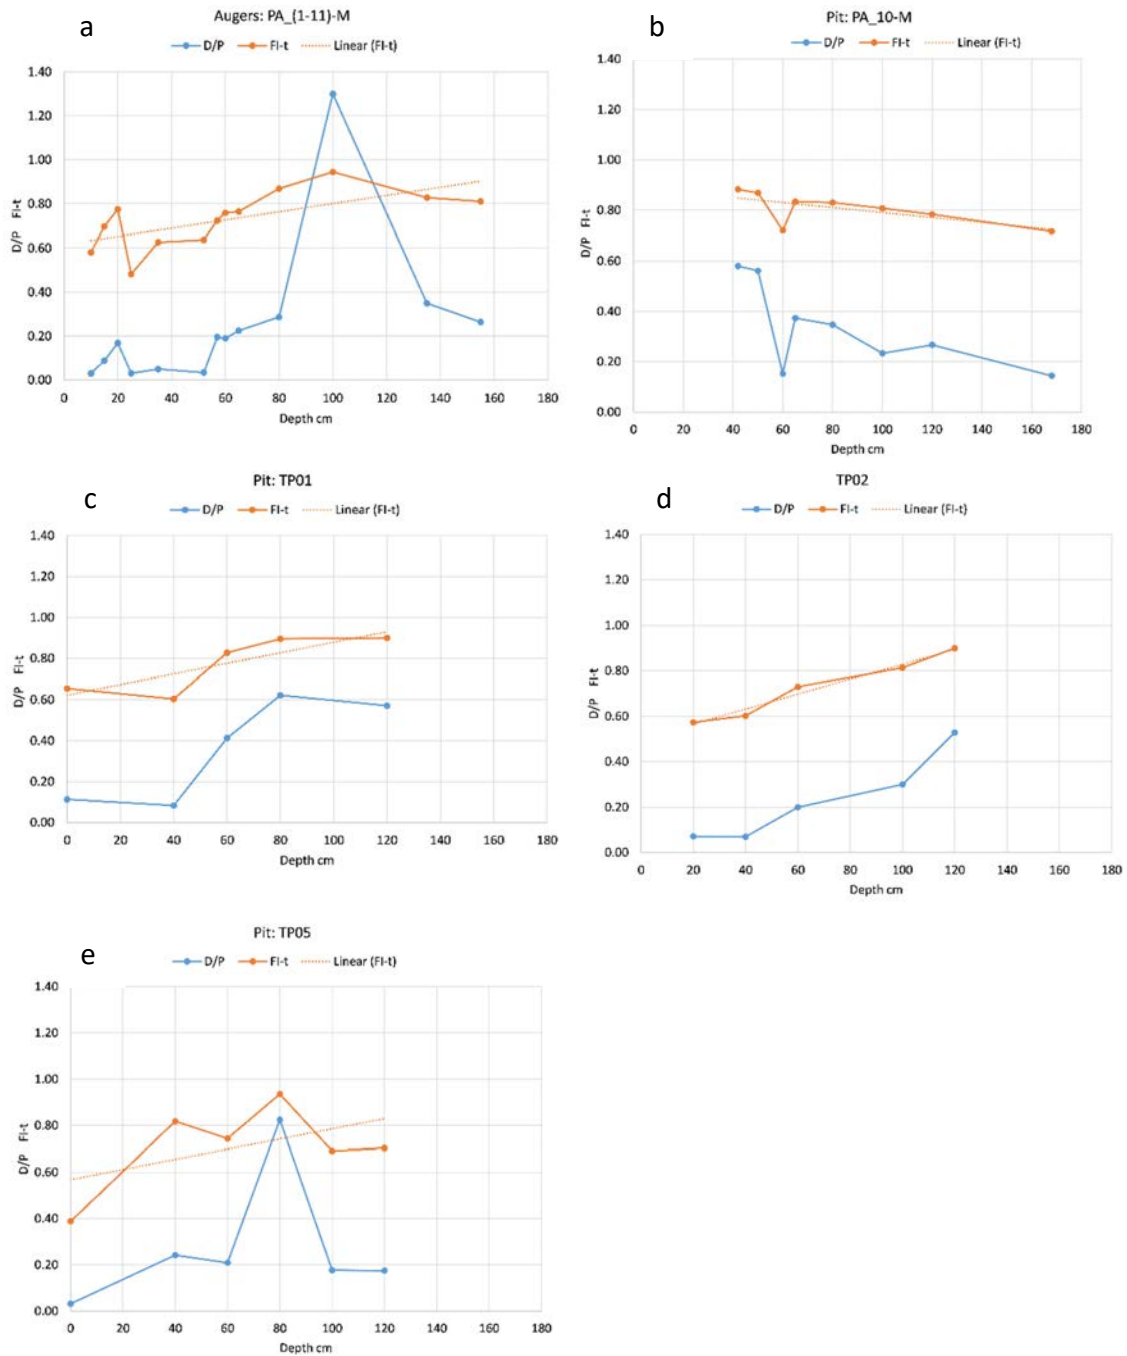 a
Augers: PA_(1-11)-M
D/P FI-t Linear (FI-t)
1.40
1.20
1.00
0.80
0.60
0.40
0.20
0.00
D/P FI-t
0 20 40 60 80 100 120 140 160 180
Depth cm
b
Pit: PA_10-M
D/P FI-t Linear (FI-t)
1.40
1.20
1.00
0.80
0.60
0.40
0.20
0.00
D/P FI-t
0 20 40 60 80 100 120 140 160 180
Depth cm
c
Pit: TP01
D/P FI-t Linear (FI-t)
1.40
1.20
1.00
0.80
0.60
0.40
0.20
0.00
D/P FI-t
0 20 40 60 80 100 120 140 160 180
Depth cm
d
TP02
D/P FI-t Linear (FI-t)
1.40
1.20
1.00
0.80
0.60
0.40
0.20
0.00
D/P FI-t
0 20 40 60 80 100 120 140 160 180
Depth cm
e
Pit: TP05
D/P FI-t Linear (FI-t)
1.40
1.20
1.00
0.80
0.60
0.40
0.20
0.00
D/P FI-t
0 20 40 60 80 100 120 140 160 180
Depth cm